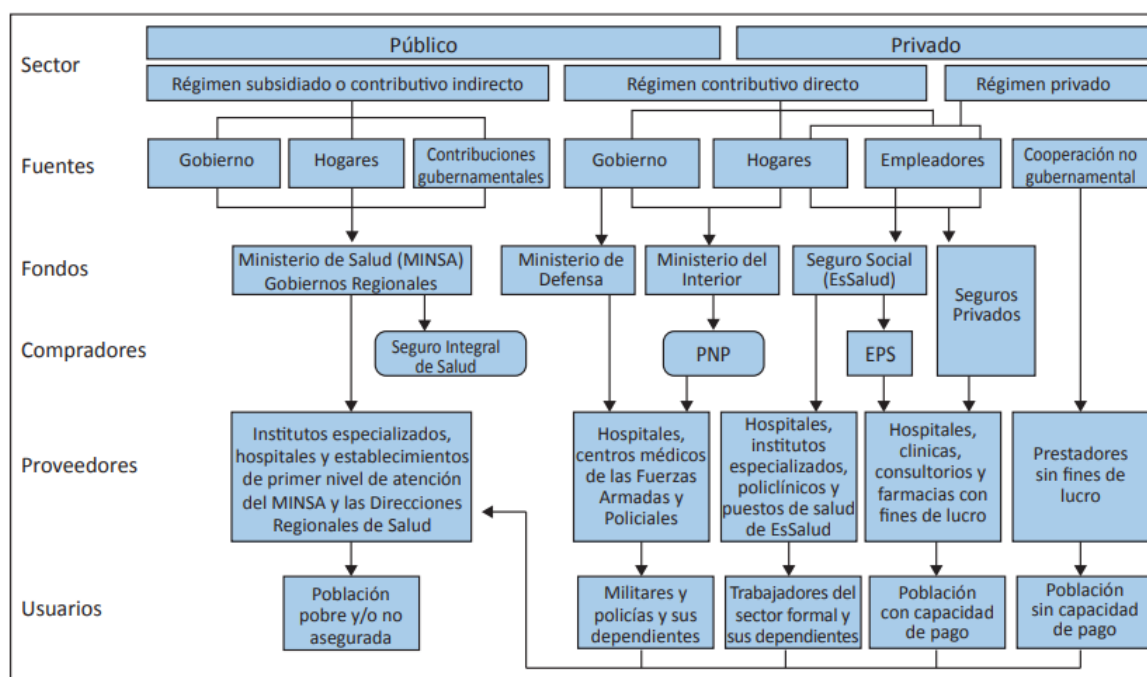 Sector
Público
Privado
Régimen subsidiado o contributivo indirecto
Régimen contributivo directo
Régimen privado
Fuentes
Gobierno
Hogares
Contribuciones
gubernamentales
Gobierno
Hogares
Empleadores
Cooperación no
gubernamental
Fondos
Ministerio de Salud (MINSA)
Gobiernos Regionales
Ministerio de
Defensa
Ministerio del
Interior
Seguro Social
(EsSalud)
Seguros
Privados
Compradores
Seguro Integral
de Salud
PNP
EPS
Proveedores
Institutos especializados,
hospitales y establecimientos
de primer nivel de atención
del MINSA y las Direcciones
Regionales de Salud
Hospitales,
centros médicos
de las Fuerzas
Armadas y
Policiales
Hospitales,
institutos
especializados,
policlínicos y
puestos de salud
de EsSalud
Hospitales,
clinicas,
consultorios y
farmacias con
fines de lucro
Prestadores
sin fines de
lucro
Usuarios
Población
pobre y/o no
asegurada
Militares y
policías y sus
dependientes
Trabajadores del
sector formal y
sus dependientes
Población
con capacidad
de pago
Población
sin capacidad
de pago